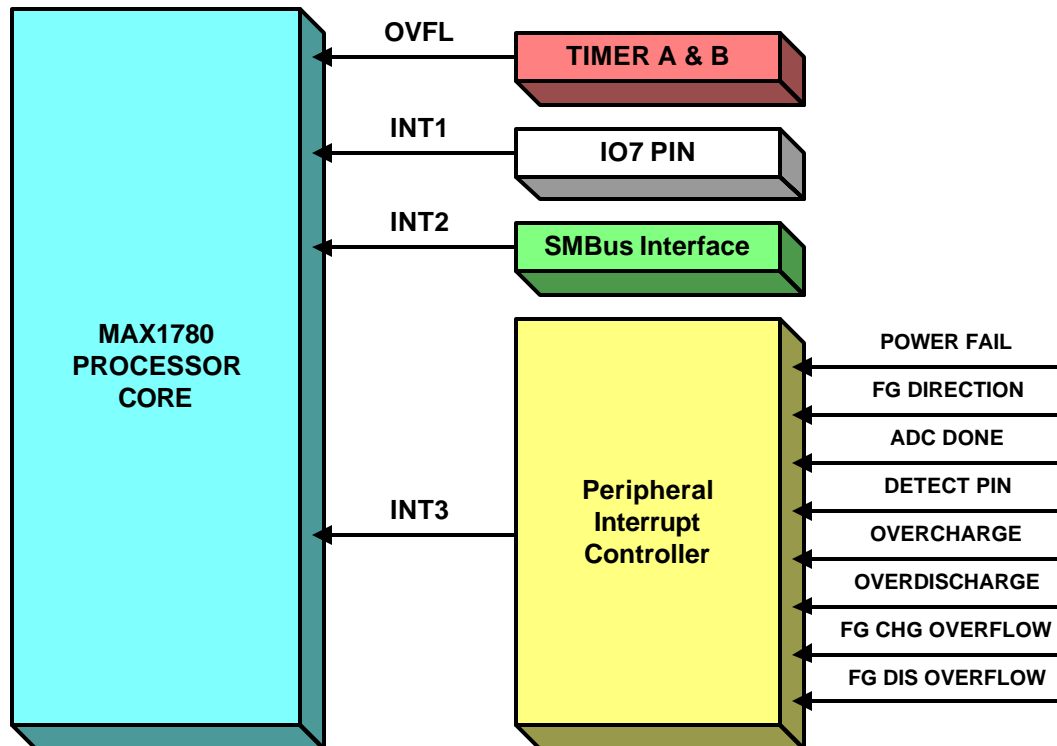 OVFL
TIMER A & B
INT1
IO7 PIN
INT2
SMBus Interface
MAX1780
PROCESSOR
CORE
INT3
Peripheral
Interrupt
Controller
POWER FAIL
FG DIRECTION
ADC DONE
DETECT PIN
OVERCHARGE
OVERDISCHARGE
FG CHG OVERFLOW
FG DIS OVERFLOW